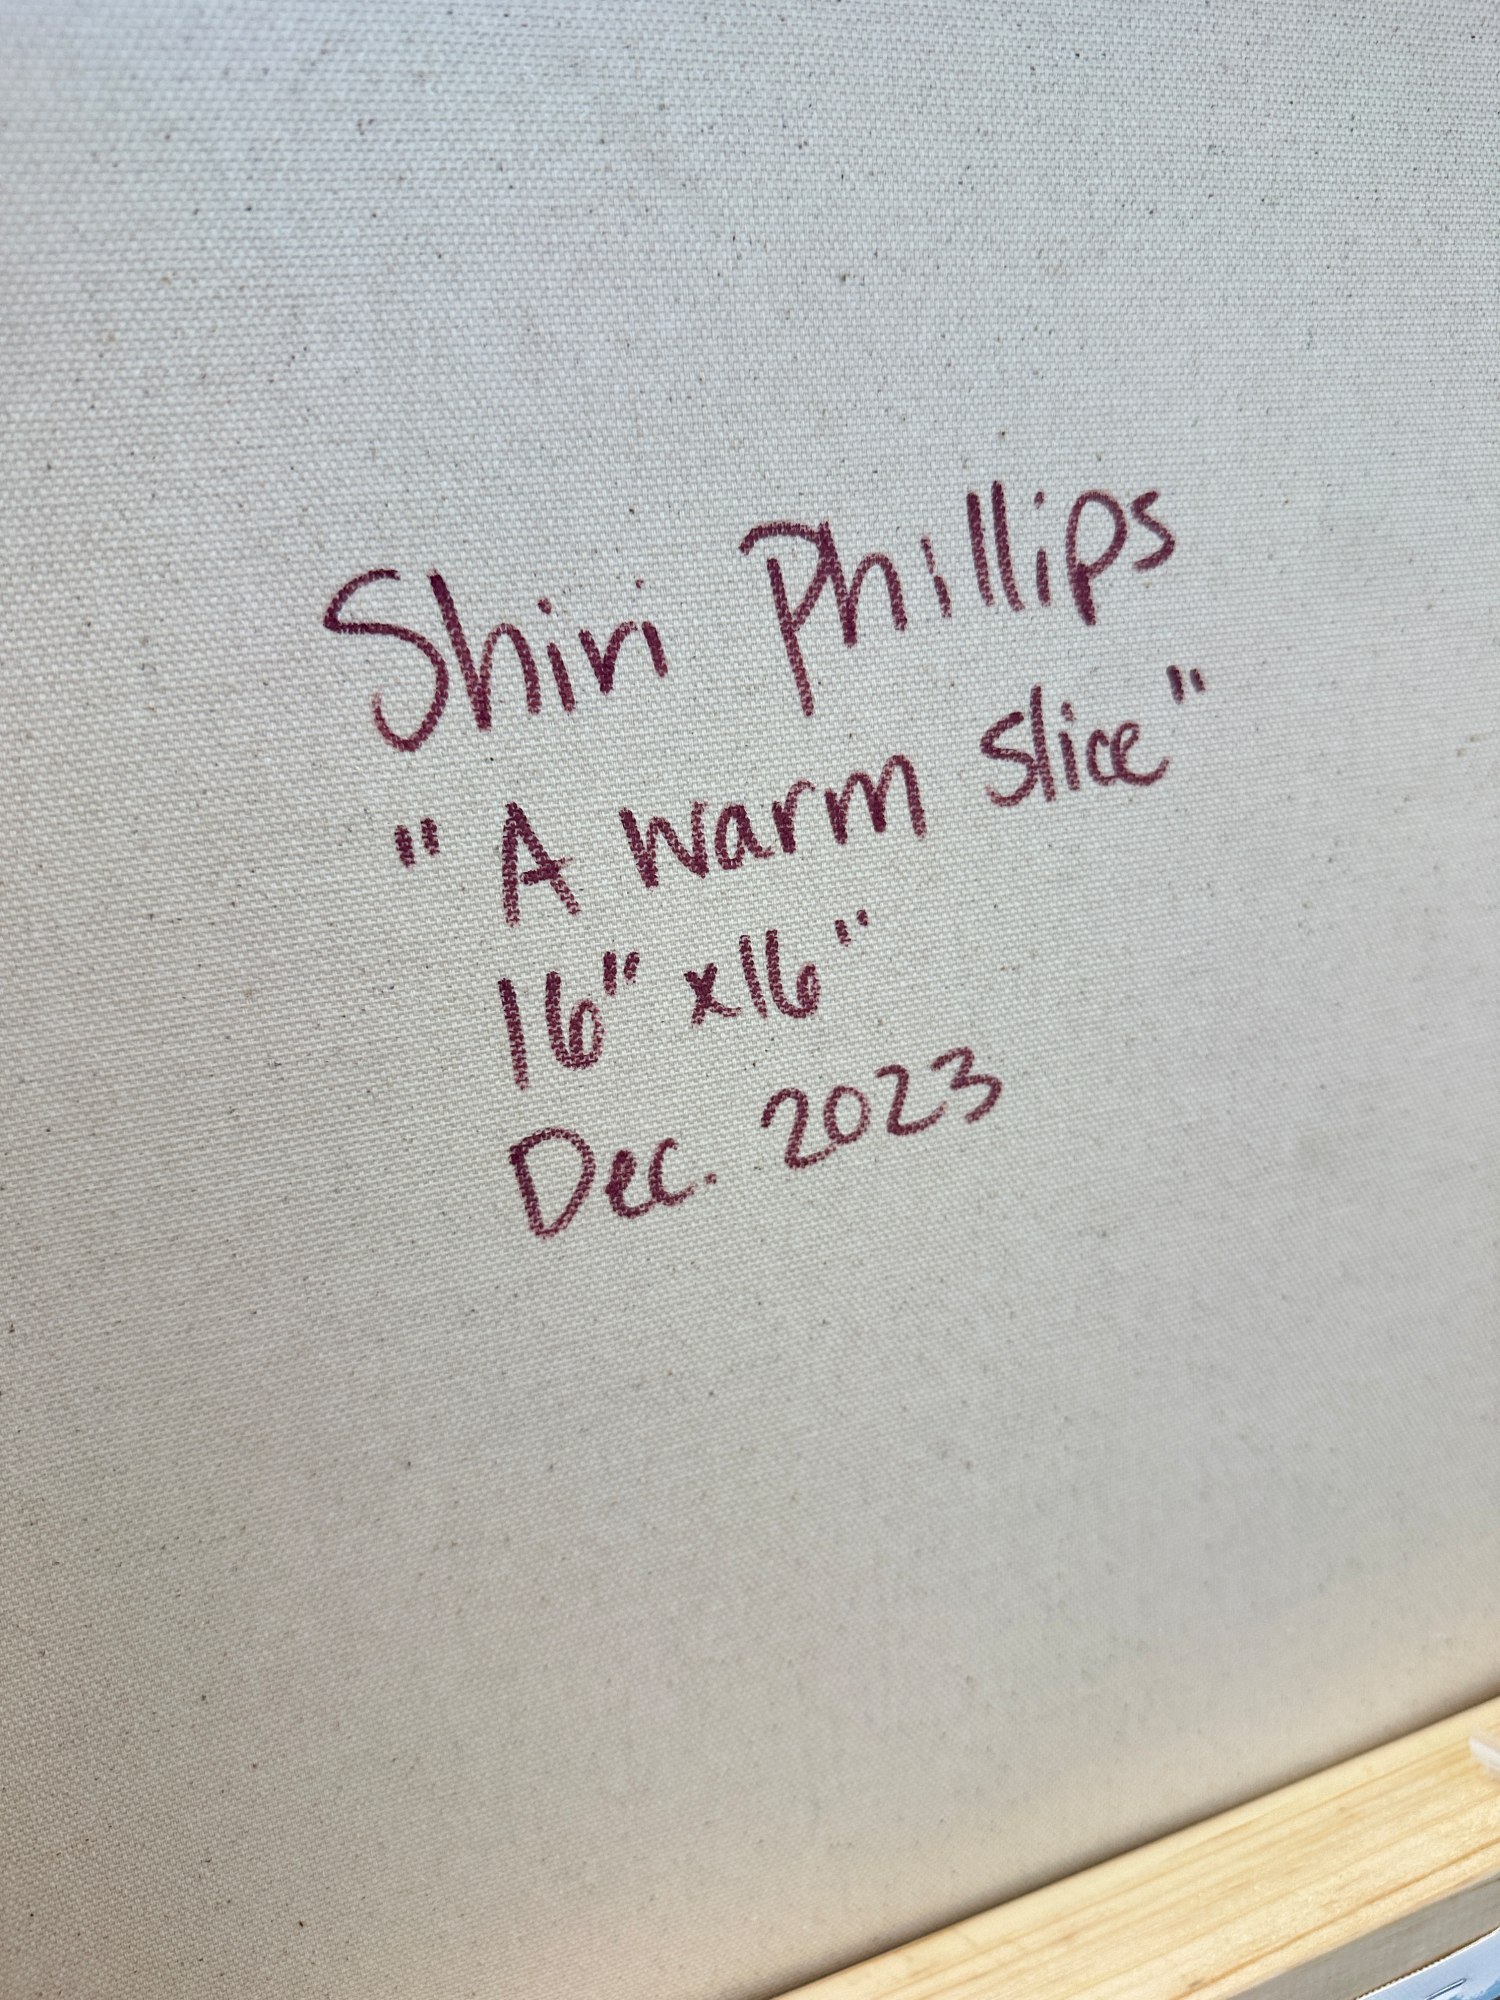 Shiri Phillips
"A warm slice"
16" x16"
Dec. 2023